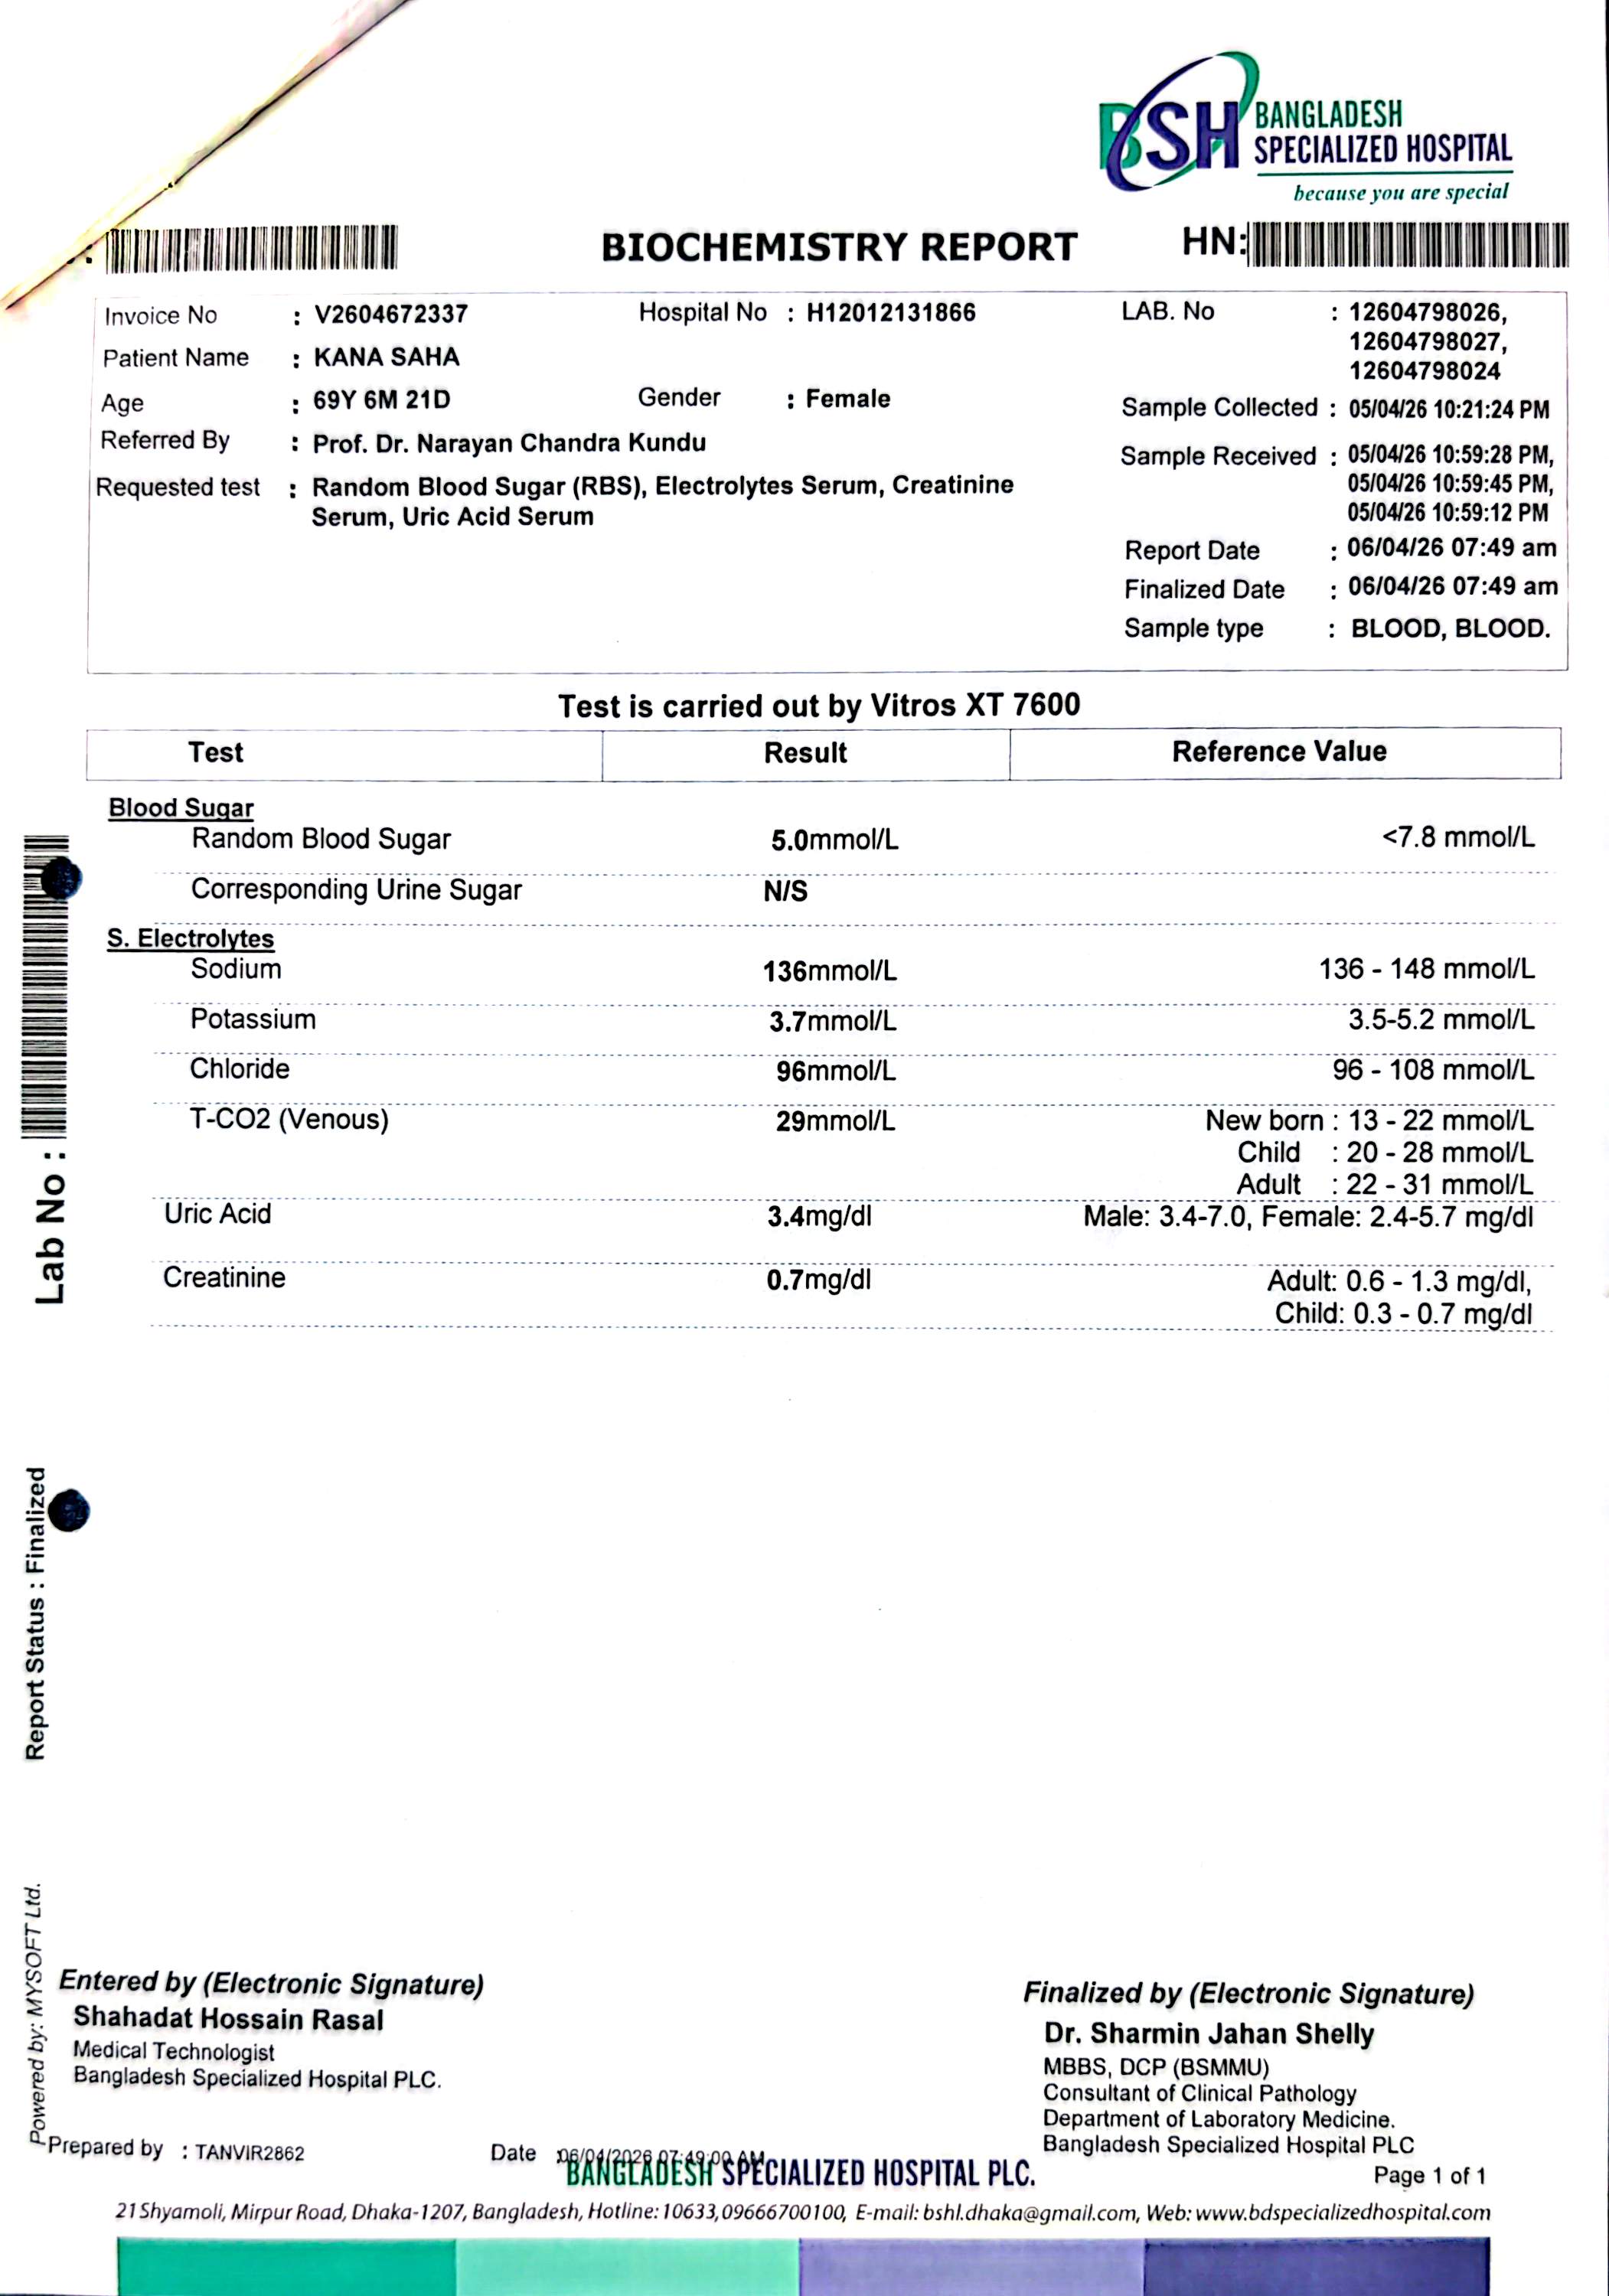 BSH BANGLADESH
SPECIALIZED HOSPITAL
because you are special
BIOCHEMISTRY REPORT
HN:
Invoice No : V2604672337 Hospital No : H12012131866 LAB. No : 12604798026,
12604798027,
12604798024
Patient Name : KANA SAHA
Age : 69Y 6M 21D Gender : Female Sample Collected : 05/04/26 10:21:24 PM
Referred By : Prof. Dr. Narayan Chandra Kundu Sample Received : 05/04/26 10:59:28 PM,
05/04/26 10:59:45 PM,
05/04/26 10:59:12 PM
Requested test : Random Blood Sugar (RBS), Electrolytes Serum, Creatinine
Serum, Uric Acid Serum
Report Date : 06/04/26 07:49 am
Finalized Date : 06/04/26 07:49 am
Sample type : BLOOD, BLOOD.
Test is carried out by Vitros XT 7600
Test Result Reference Value
Blood Sugar
Random Blood Sugar 5.0mmol/L <7.8 mmol/L
Corresponding Urine Sugar N/S
S. Electrolytes
Sodium 136mmol/L 136 - 148 mmol/L
Potassium 3.7mmol/L 3.5-5.2 mmol/L
Chloride 96mmol/L 96 - 108 mmol/L
T-CO2 (Venous) 29mmol/L New born : 13 - 22 mmol/L
Child : 20 - 28 mmol/L
Adult : 22 - 31 mmol/L
Uric Acid 3.4mg/dl Male: 3.4-7.0, Female: 2.4-5.7 mg/dl
Creatinine 0.7mg/dl Adult: 0.6 - 1.3 mg/dl,
Child: 0.3 - 0.7 mg/dl
Lab No :
Report Status : Finalized
Powered by: MYSOFT Ltd.
Entered by (Electronic Signature)
Shahadat Hossain Rasal
Medical Technologist
Bangladesh Specialized Hospital PLC.
Finalized by (Electronic Signature)
Dr. Sharmin Jahan Shelly
MBBS, DCP (BSMMU)
Consultant of Clinical Pathology
Department of Laboratory Medicine.
Bangladesh Specialized Hospital PLC
Prepared by : TANVIR2862 Date : 06/04/2026 07:49:00 AM
BANGLADESH SPECIALIZED HOSPITAL PLC.
Page 1 of 1
21 Shyamoli, Mirpur Road, Dhaka-1207, Bangladesh, Hotline: 10633, 09666700100, E-mail: bshl.dhaka@gmail.com, Web: www.bdspecializedhospital.com